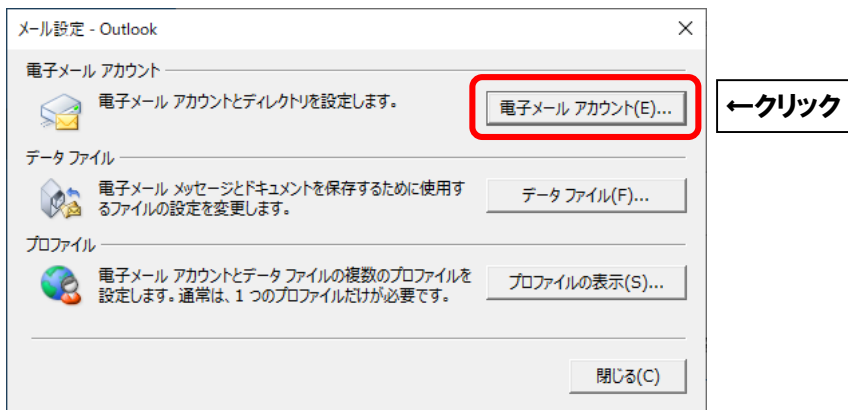 メール設定 - Outlook
電子メール アカウント
電子メール アカウントとディレクトリを設定します。
電子メール アカウント(E)...
←クリック
データ ファイル
電子メール メッセージとドキュメントを保存するために使用す
るファイルの設定を変更します。
データ ファイル(F)...
プロファイル
電子メール アカウントとデータ ファイルの複数のプロファイルを
設定します。通常は、1 つのプロファイルだけが必要です。
プロファイルの表示(S)...
閉じる(C)